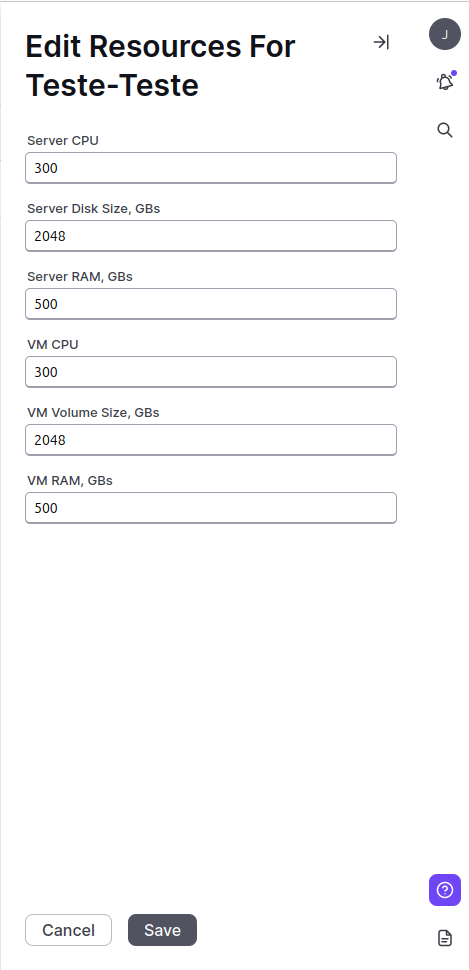 Edit Resources For
Teste-Teste
J
Server CPU
300
Server Disk Size, GBs
2048
Server RAM, GBs
500
VM CPU
300
VM Volume Size, GBs
2048
VM RAM, GBs
500
Cancel
Save